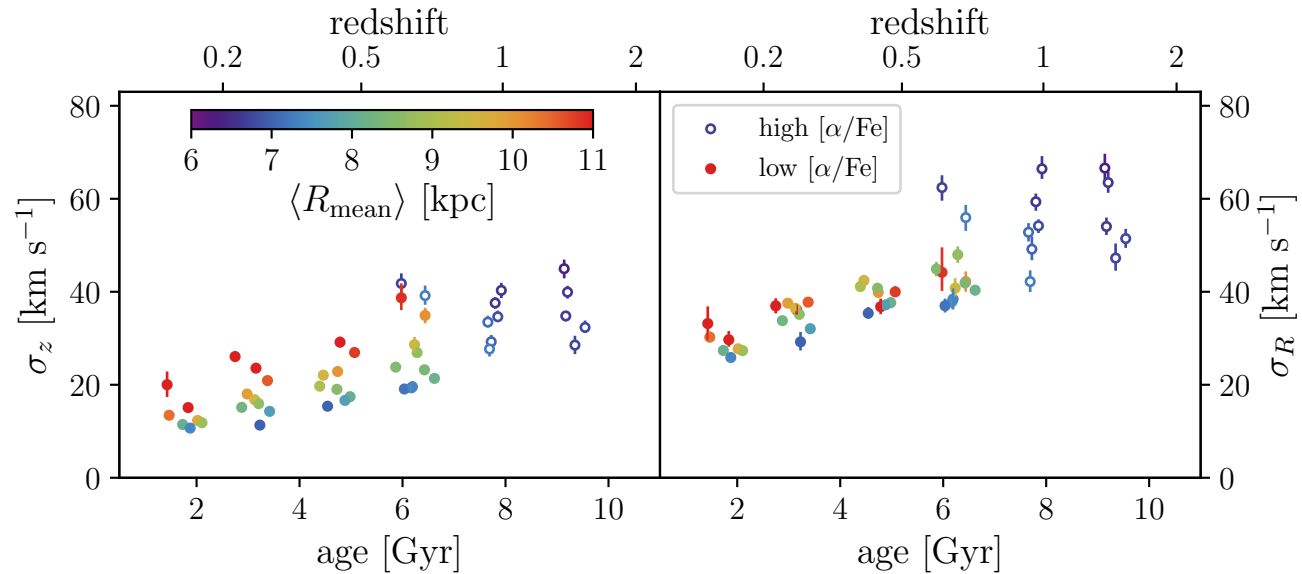 redshift
redshift
0.2 0.5 1 2
0.2 0.5 1 2
80
60
40
20
0
σ_z [km s⁻¹]
6 7 8 9 10 11
⟨R_mean⟩ [kpc]
high [α/Fe]
low [α/Fe]
80
60
40
20
0
σ_R [km s⁻¹]
2 4 6 8 10
2 4 6 8 10
age [Gyr]
age [Gyr]